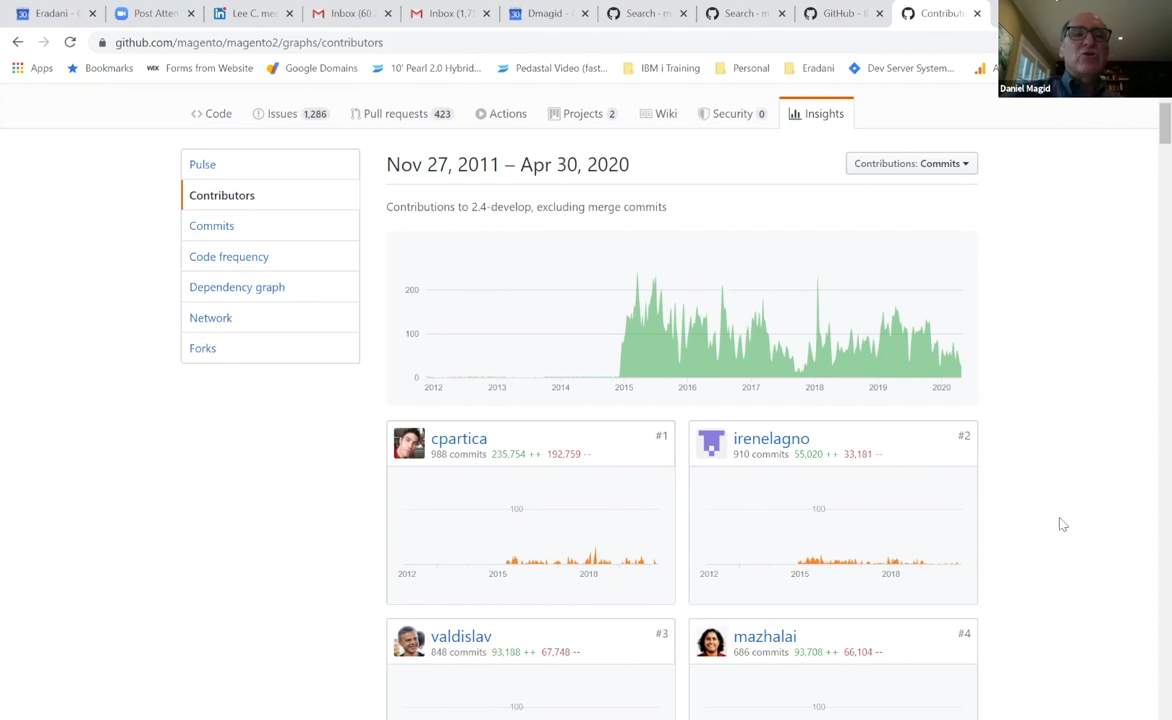 Eradani - C
Post Atten
Lee C. me
Inbox (60,
Inbox (1,7
Dmagid -
Search - m
Search - m
GitHub - E
Contribute
github.com/magento/magento2/graphs/contributors
Apps Bookmarks WIX Forms from Website Google Domains 10' Pearl 2.0 Hybrid... Pedastal Video (fast... IBM i Training Personal Eradani Dev Server System...
Daniel Magid
<> Code Issues 1,286 Pull requests 423 Actions Projects 2 Wiki Security 0 Insights
Pulse
Contributors
Commits
Code frequency
Dependency graph
Network
Forks
Nov 27, 2011 – Apr 30, 2020
Contributions: Commits
Contributions to 2.4-develop, excluding merge commits
200
100
0
2012 2013 2014 2015 2016 2017 2018 2019 2020
cpartica #1
988 commits 235,754 ++ 192,759 --
100
2012 2015 2018
irenelagno #2
910 commits 55,020 ++ 33,181 --
100
2012 2015 2018
valdislav #3
848 commits 93,188 ++ 67,748 --
100
mazhalai #4
686 commits 93,708 ++ 66,104 --
100